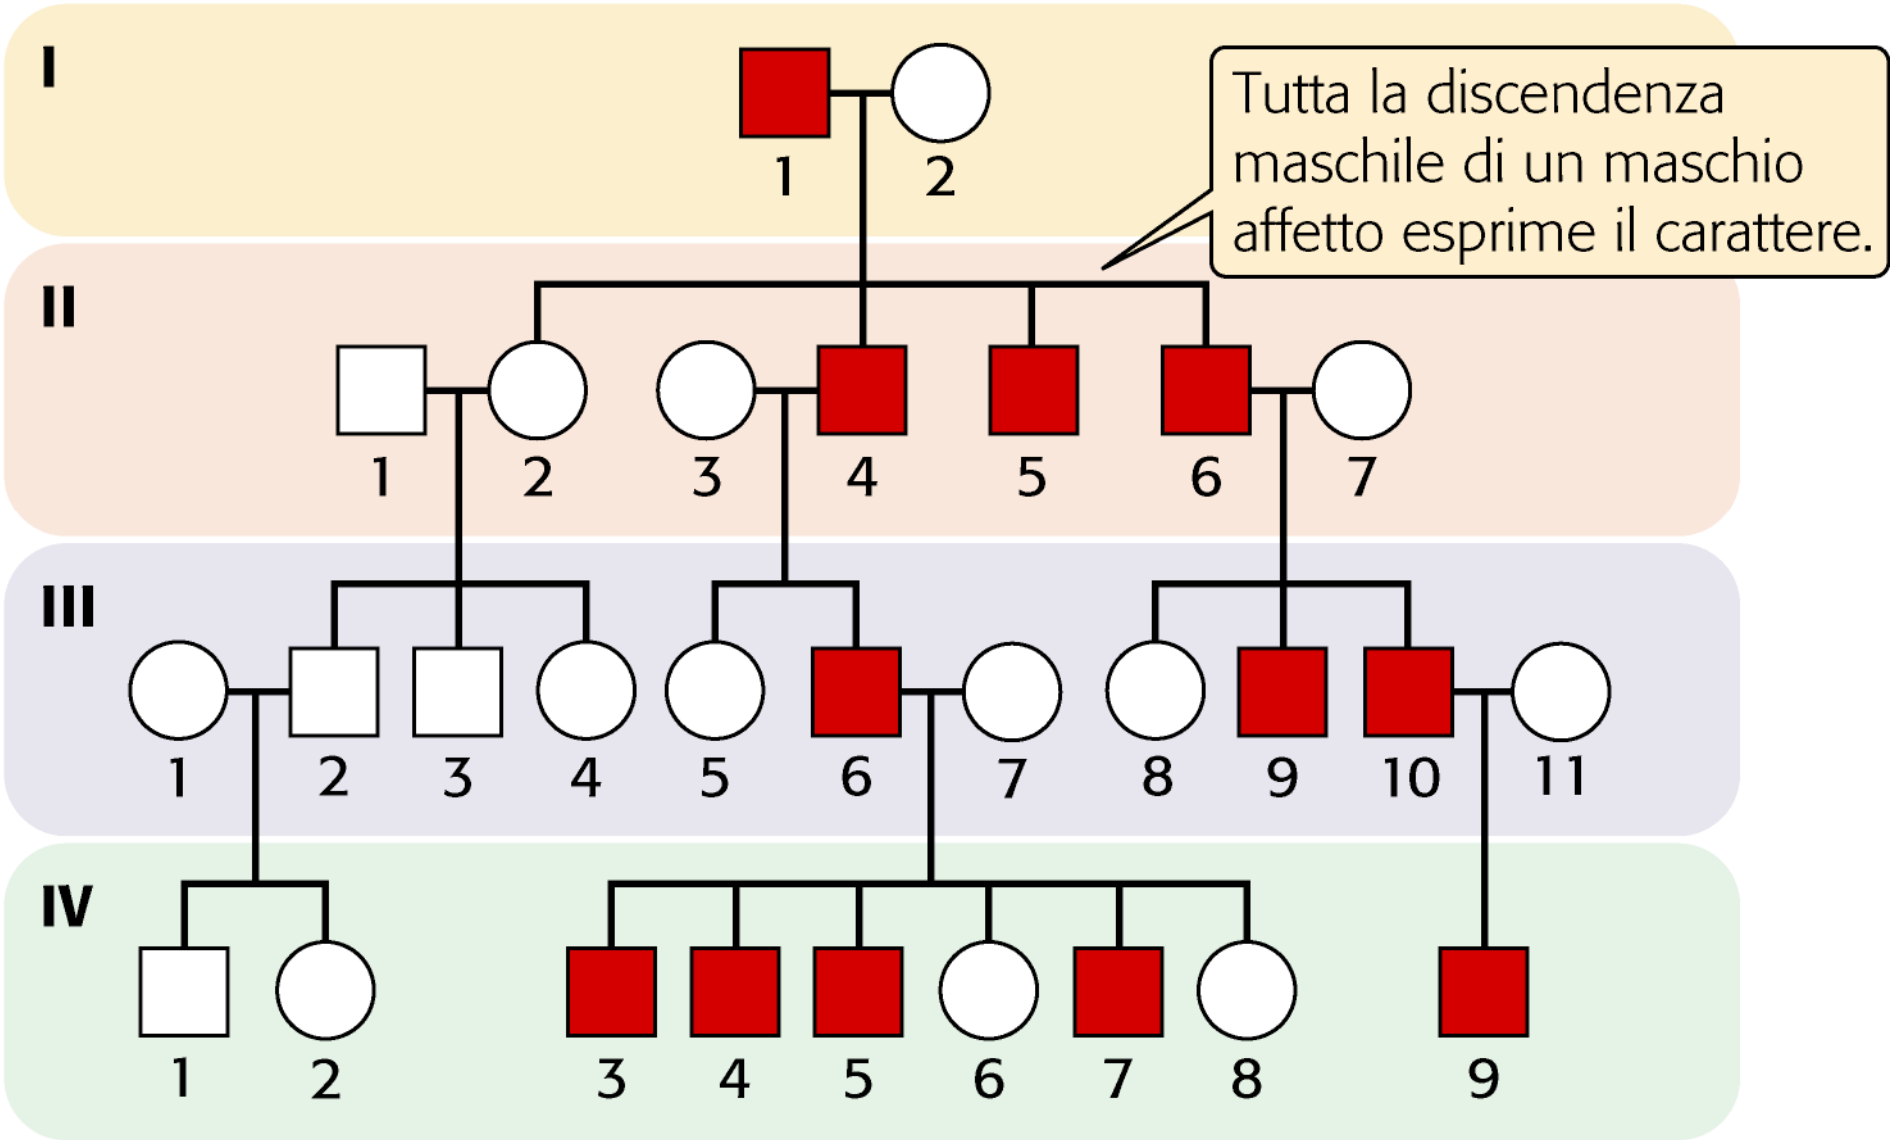 I
1 2
Tutta la discendenza
maschile di un maschio
affetto esprime il carattere.
II
1 2 3 4 5 6 7
III
1 2 3 4 5 6 7 8 9 10 11
IV
1 2 3 4 5 6 7 8 9